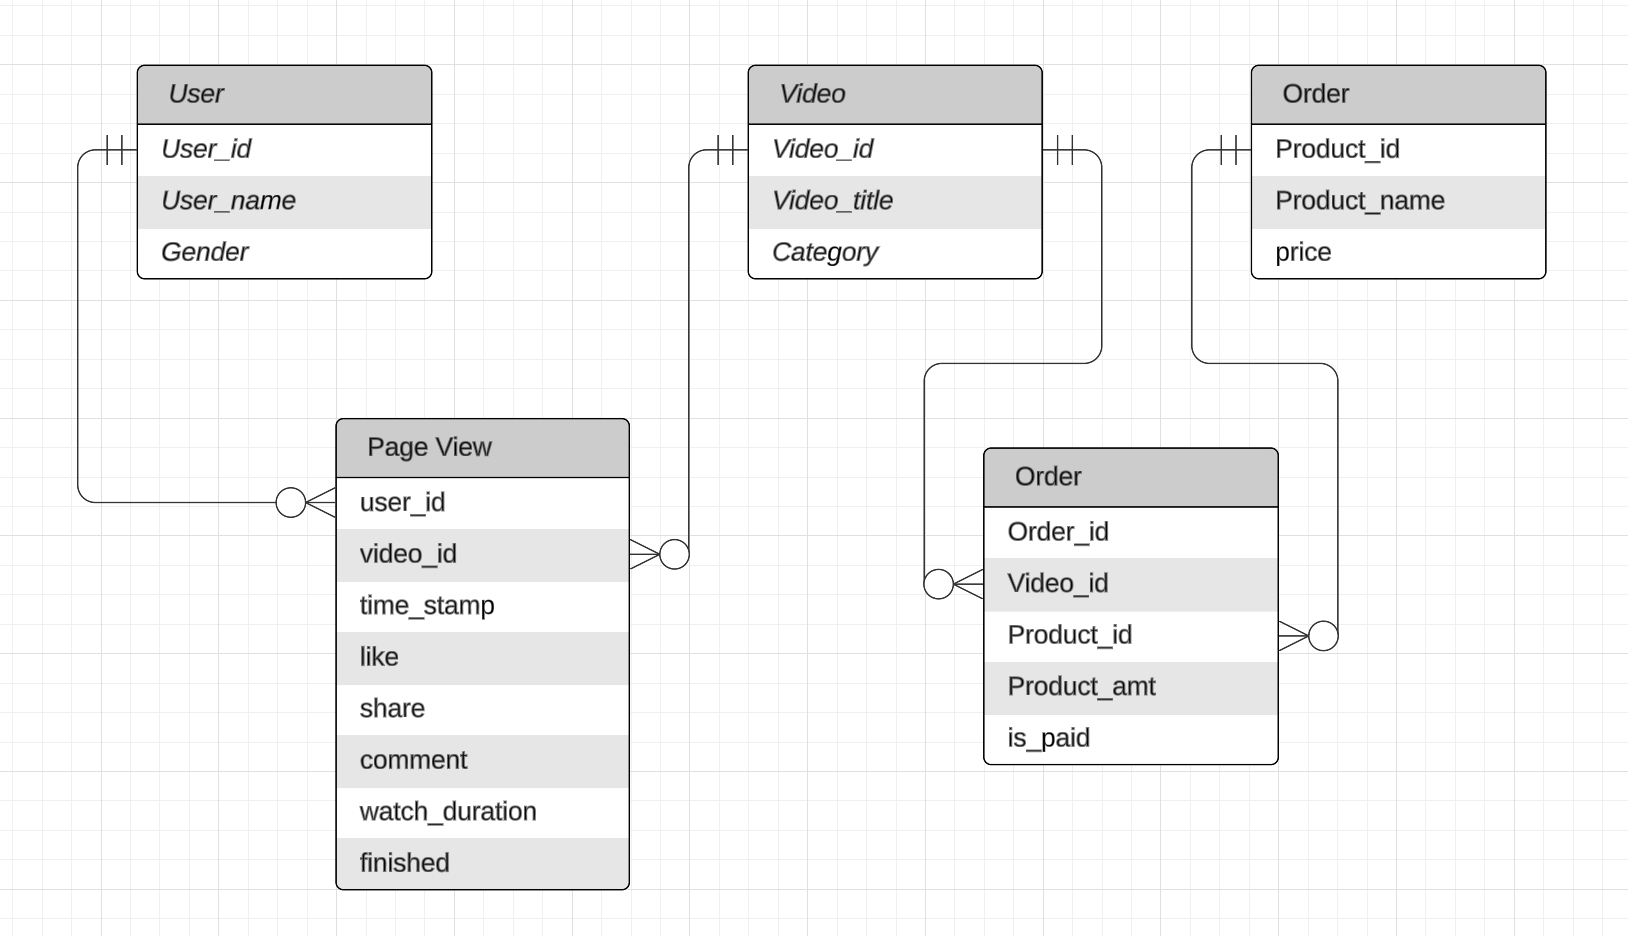 User
User_id
User_name
Gender
Video
Video_id
Video_title
Category
Order
Product_id
Product_name
price
Page View
user_id
video_id
time_stamp
like
share
comment
watch_duration
finished
Order
Order_id
Video_id
Product_id
Product_amt
is_paid